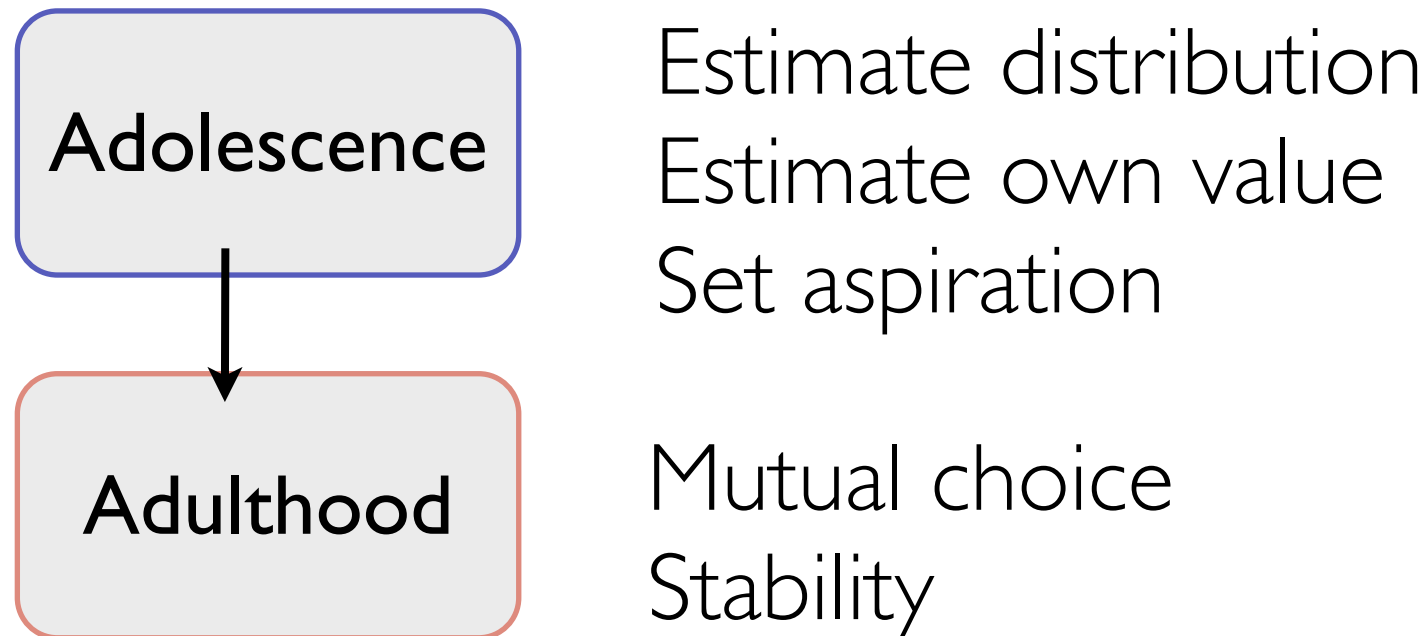 Adolescence
Estimate distribution
Estimate own value
Set aspiration
Adulthood
Mutual choice
Stability